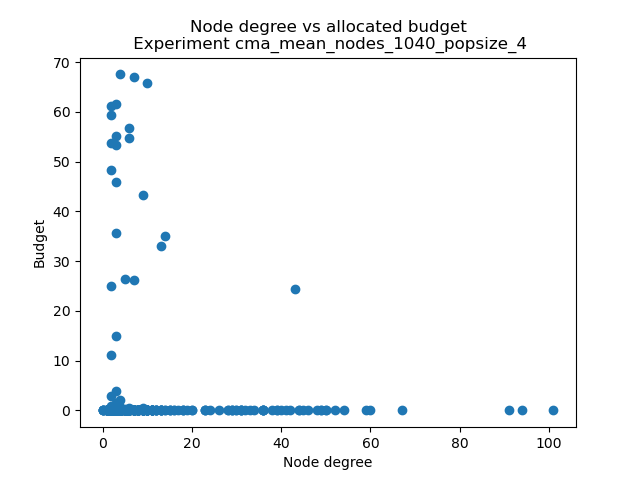 Node degree vs allocated budget
Experiment cma_mean_nodes_1040_popsize_4
70
60
50
40
30
20
10
0
Budget
0 20 40 60 80 100
Node degree